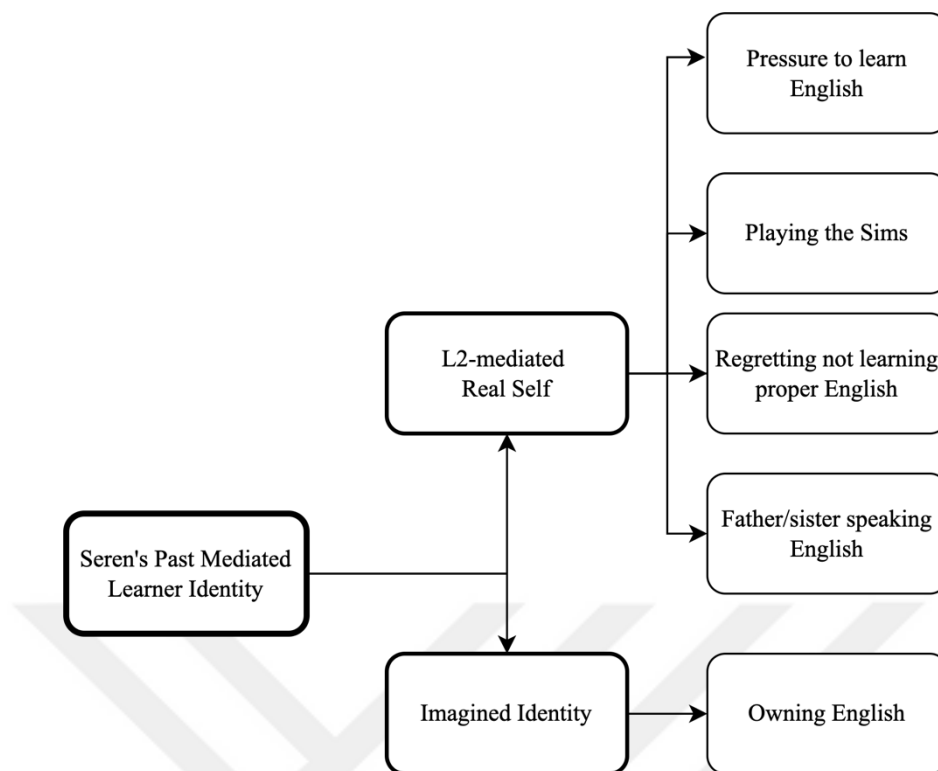 Pressure to learn
English
Playing the Sims
L2-mediated
Real Self
Regretting not learning
proper English
Father/sister speaking
English
Seren's Past Mediated
Learner Identity
Imagined Identity
Owning English